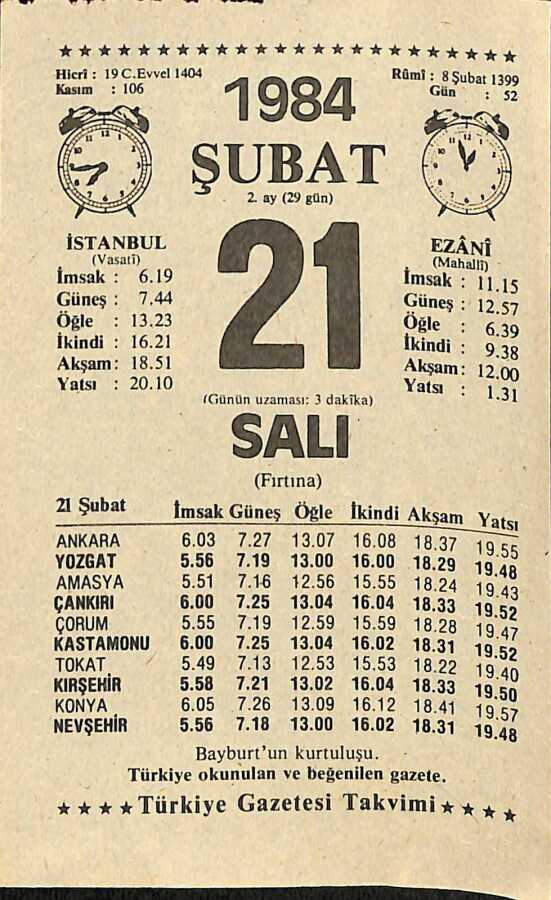 Hicrî : 19 C.Evvel 1404
Kasım : 106
Rûmî : 8 Şubat 1399
Gün : 52
1984
ŞUBAT
2. ay (29 gün)
21
(Günün uzaması: 3 dakîka)
SALI
(Fırtına)
İSTANBUL
(Vasatî)
İmsak : 6.19
Güneş : 7.44
Öğle : 13.23
İkindi : 16.21
Akşam : 18.51
Yatsı : 20.10
EZÂNÎ
(Mahallî)
İmsak : 11.15
Güneş : 12.57
Öğle : 6.39
İkindi : 9.38
Akşam : 12.00
Yatsı : 1.31
21 Şubat İmsak Güneş Öğle İkindi Akşam Yatsı
ANKARA 6.03 7.27 13.07 16.08 18.37 19.55
YOZGAT 5.56 7.19 13.00 16.00 18.29 19.48
AMASYA 5.51 7.16 12.56 15.55 18.24 19.43
ÇANKIRI 6.00 7.25 13.04 16.04 18.33 19.52
ÇORUM 5.55 7.19 12.59 15.59 18.28 19.47
KASTAMONU 6.00 7.25 13.04 16.02 18.31 19.52
TOKAT 5.49 7.13 12.53 15.53 18.22 19.40
KIRŞEHİR 5.58 7.21 13.02 16.04 18.33 19.50
KONYA 6.05 7.26 13.09 16.12 18.41 19.57
NEVŞEHİR 5.56 7.18 13.00 16.02 18.31 19.48
Bayburt'un kurtuluşu.
Türkiye okunulan ve beğenilen gazete.
★★★★Türkiye Gazetesi Takvimi★★★★